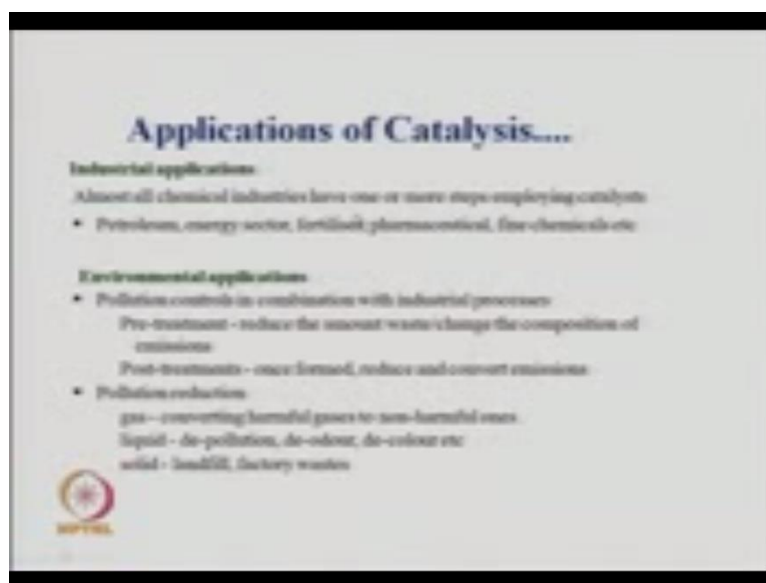 Applications of Catalysis....
Industrial applications
Almost all chemical industries have one or more steps employing catalysts
• Petroleum, energy sector, fertiliser, pharmaceutical, fine chemicals etc
Environmental applications
• Pollution controls in combination with industrial processes
Pre-treatment - reduce the amount waste/change the composition of
emissions
Post-treatments - once formed, reduce and convert emissions
• Pollution reduction
gas - converting harmful gases to non-harmful ones
liquid - de-pollution, de-odour, de-colour etc
solid - landfill, factory wastes
NPTEL